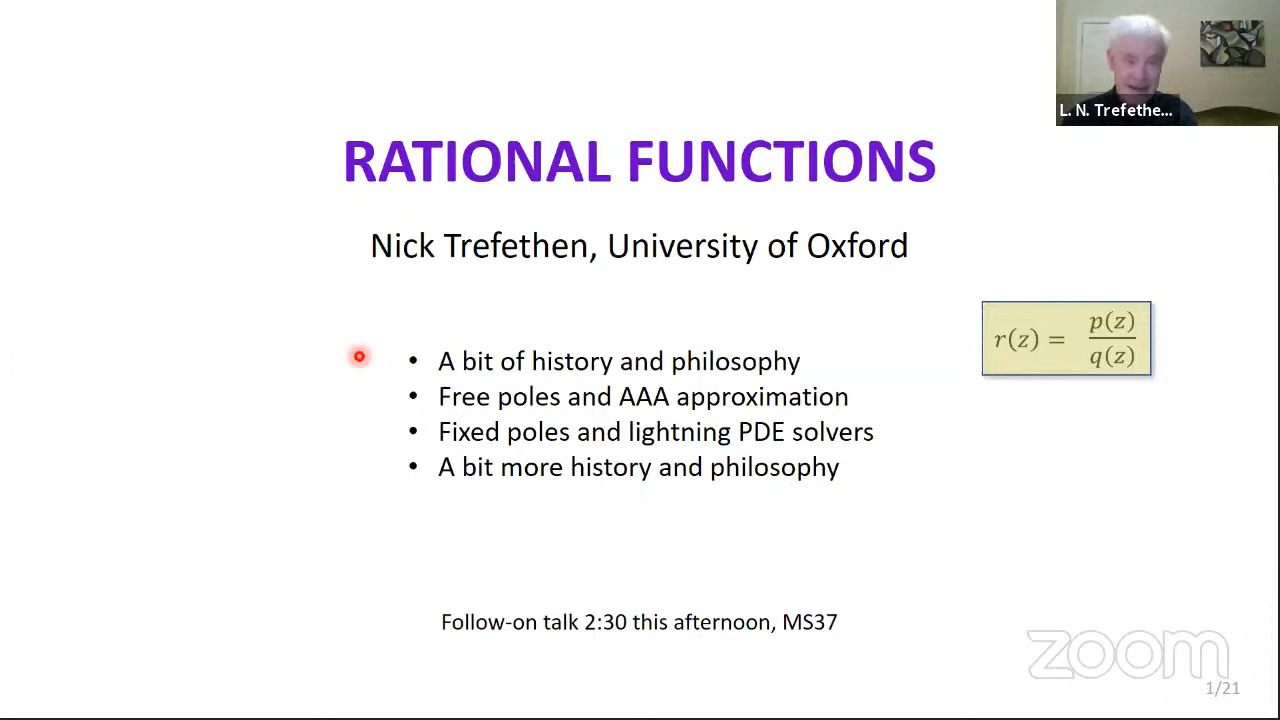 L. N. Trefethe...
RATIONAL FUNCTIONS
Nick Trefethen, University of Oxford
r(z) = p(z)/q(z)
• A bit of history and philosophy
• Free poles and AAA approximation
• Fixed poles and lightning PDE solvers
• A bit more history and philosophy
Follow-on talk 2:30 this afternoon, MS37
zoom
1/21